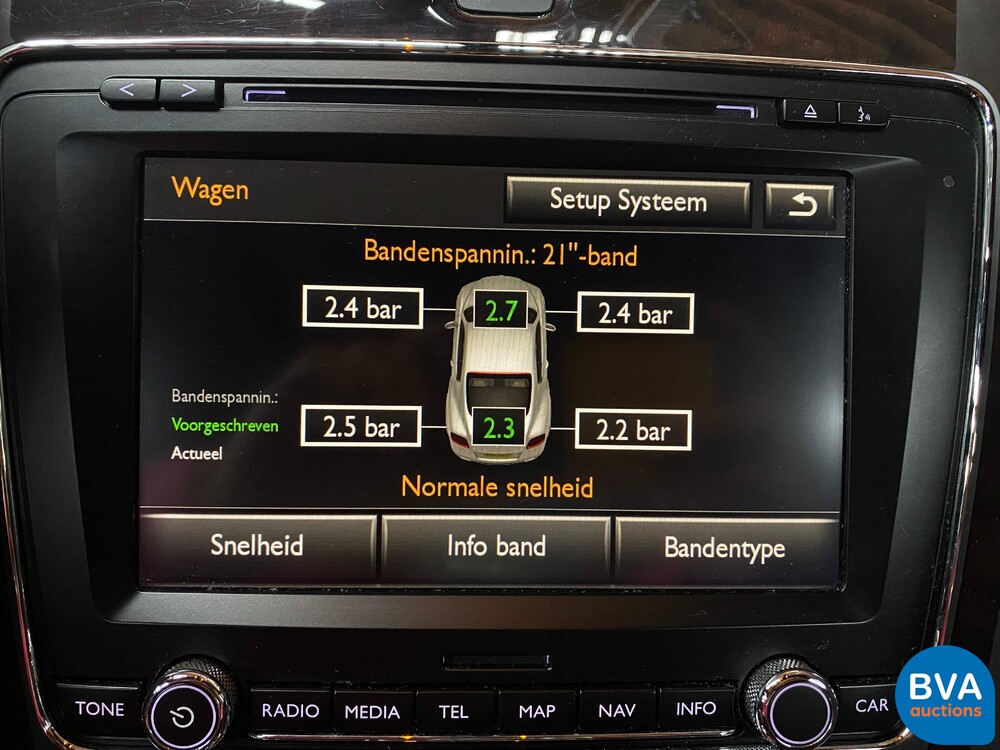 Wagen
Setup Systeem
Bandenspannin.: 21"-band
2.4 bar
2.7
2.4 bar
Bandenspannin.:
Voorgeschreven
Actueel
2.5 bar
2.3
2.2 bar
Normale snelheid
Snelheid
Info band
Bandentype
TONE
RADIO
MEDIA
TEL
MAP
NAV
INFO
CAR
BVA
auctions